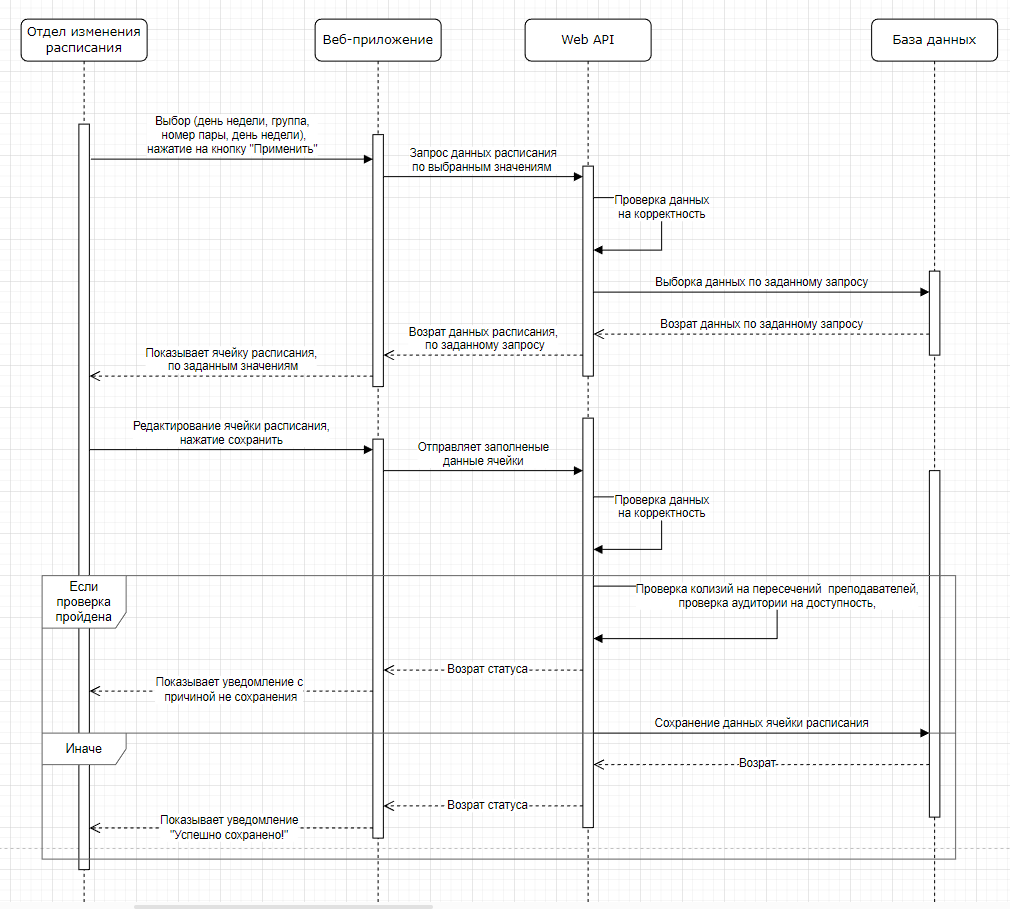 Отдел изменения
расписания
Веб-приложение
Web API
База данных
Выбор (день недели, группа,
номер пары, день недели),
нажатие на кнопку "Применить"
Запрос данных расписания
по выбранным значениям
Проверка данных
на корректность
Выборка данных по заданному запросу
Возрат данных по заданному запросу
Возрат данных расписания,
по заданному запросу
Показывает ячейку расписания,
по заданным значениям
Редактирование ячейки расписания,
нажатие сохранить
Отправляет заполненые
данные ячейки
Проверка данных
на корректность
Если
проверка
пройдена
Проверка колизий на пересечений преподавателей,
проверка аудитории на доступность,
Возрат статуса
Показывает уведомление с
причиной не сохранения
Сохранение данных ячейки расписания
Иначе
Возрат
Возрат статуса
Показывает уведомление
"Успешно сохранено!"